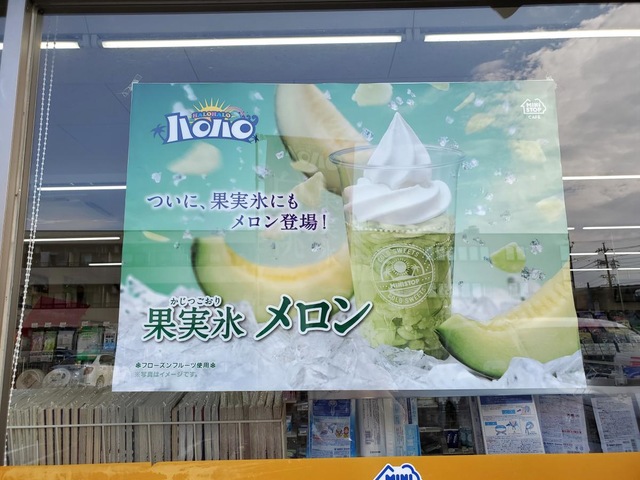 HALOHALO
ハロハロ
MINI
STOP
CAFE
ついに、果実氷にも
メロン登場!
MINISTOP
かじつごおり
果実氷 メロン
※フローズンフルーツ使用※
※写真はイメージです。
MINI